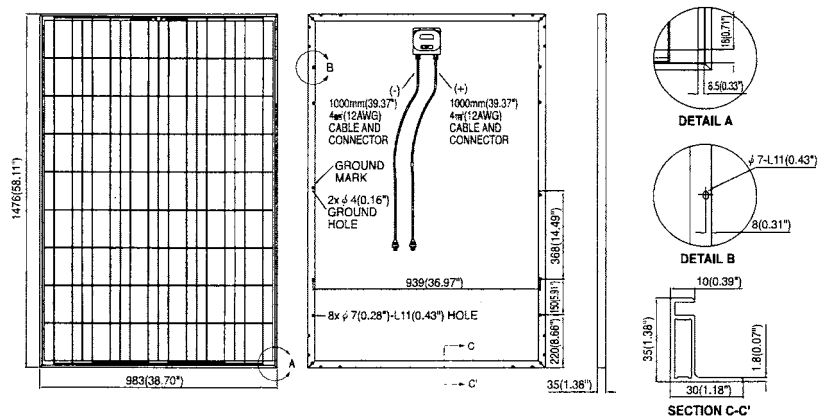 1476(58.11")
983(38.70")
A
B
(-)
(+)
1000mm(39.37")
4㎟(12AWG)
CABLE AND
CONNECTOR
1000mm(39.37")
4㎟(12AWG)
CABLE AND
CONNECTOR
GROUND
MARK
2x φ 4(0.16")
GROUND
HOLE
939(36.97")
8x φ 7(0.28")-L11(0.43") HOLE
368(14.49")
150(5.91")
220(8.66")
C
C'
35(1.38")
18(0.71")
8.5(0.33")
DETAIL A
φ 7-L11(0.43")
8(0.31")
DETAIL B
10(0.39")
35(1.38")
1.8(0.07")
30(1.18")
SECTION C-C'